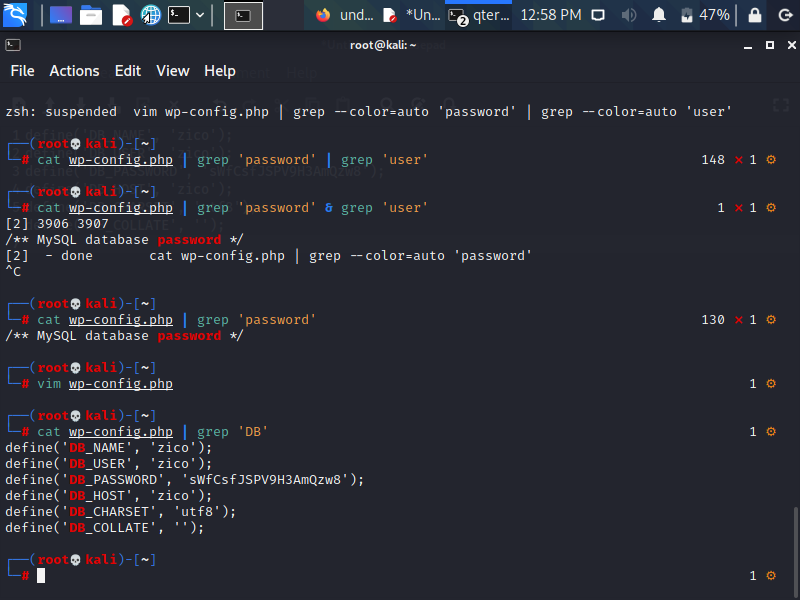 und... *Un... 2 qter... 12:58 PM 47%
root@kali: ~
File Actions Edit View Help
zsh: suspended vim wp-config.php | grep --color=auto 'password' | grep --color=auto 'user'
┌──(root💀kali)-[~]
└─# cat wp-config.php | grep 'password' | grep 'user' 148 ⨯ 1 ⚙
┌──(root💀kali)-[~]
└─# cat wp-config.php | grep 'password' & grep 'user' 1 ⨯ 1 ⚙
[2] 3906 3907
/** MySQL database password */
[2] - done cat wp-config.php | grep --color=auto 'password'
^C
┌──(root💀kali)-[~]
└─# cat wp-config.php | grep 'password' 130 ⨯ 1 ⚙
/** MySQL database password */
┌──(root💀kali)-[~]
└─# vim wp-config.php 1 ⚙
┌──(root💀kali)-[~]
└─# cat wp-config.php | grep 'DB' 1 ⚙
define('DB_NAME', 'zico');
define('DB_USER', 'zico');
define('DB_PASSWORD', 'sWfCsfJSPV9H3AmQzw8');
define('DB_HOST', 'zico');
define('DB_CHARSET', 'utf8');
define('DB_COLLATE', '');
┌──(root💀kali)-[~]
└─# 1 ⚙